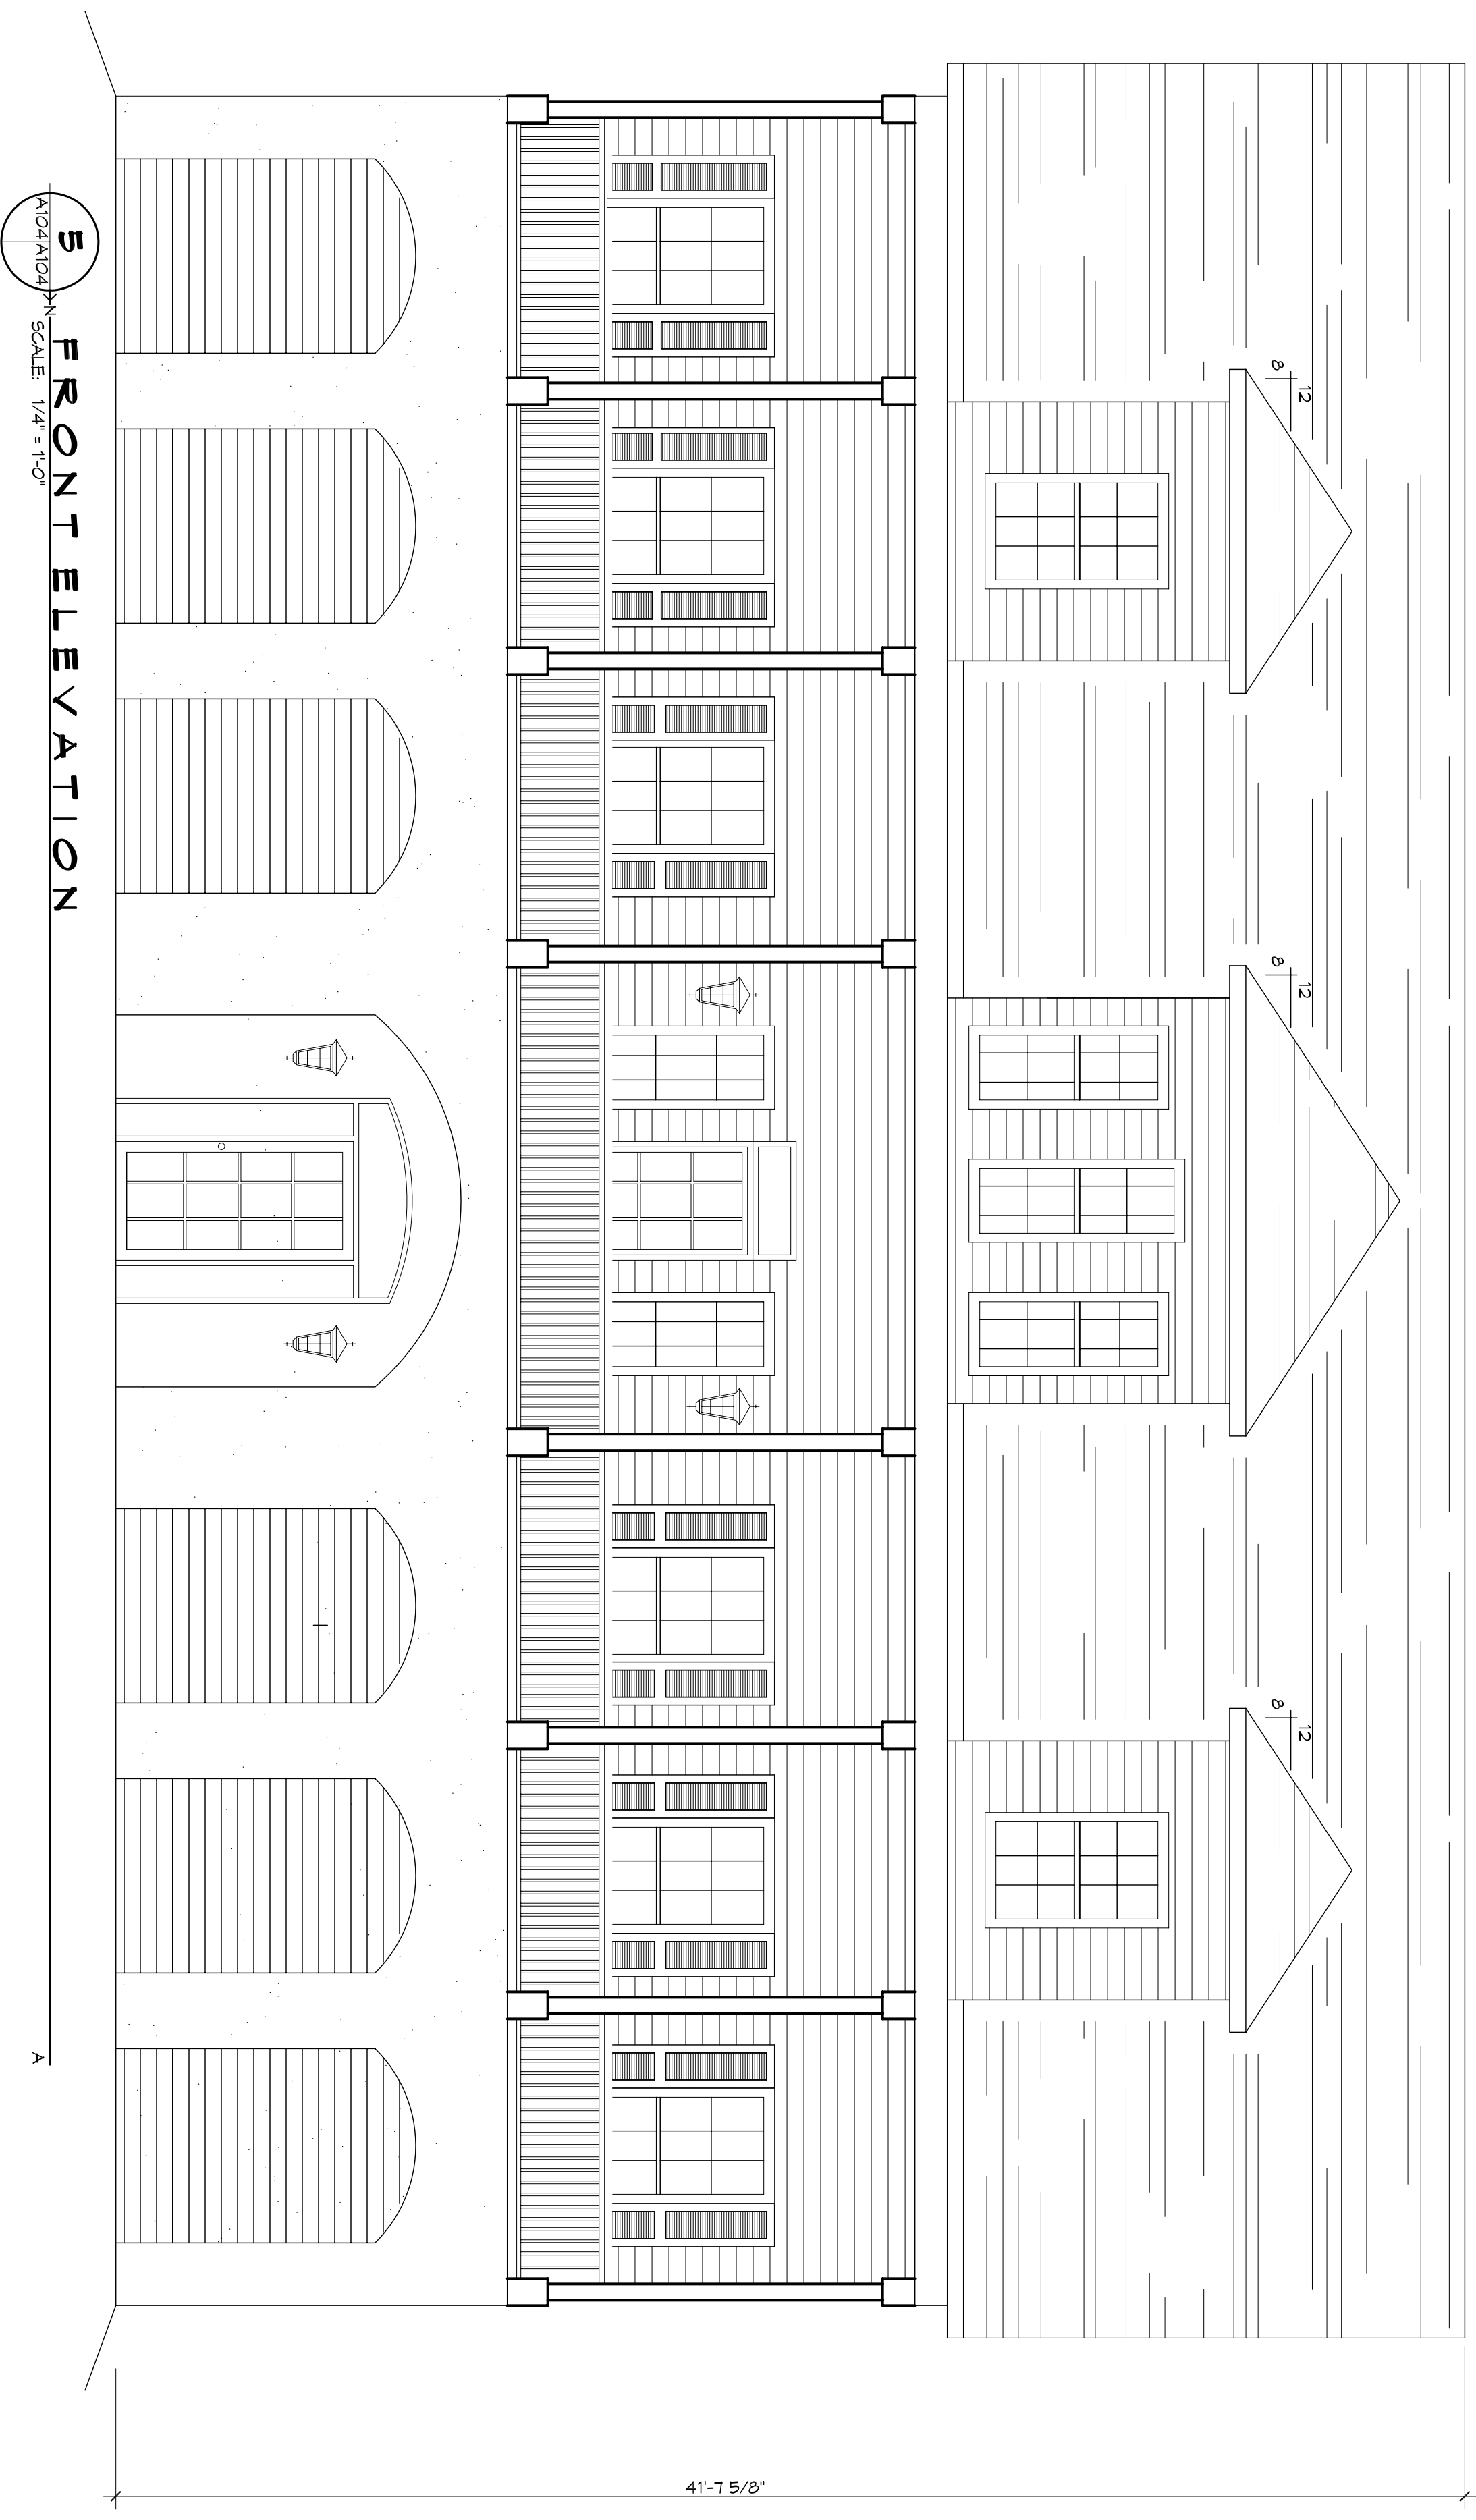 8
12
8
12
8
12
41'-7 5/8"
3
A104 A104
N
FRONT ELEVATION
SCALE: 1/4" = 1'-0"
A